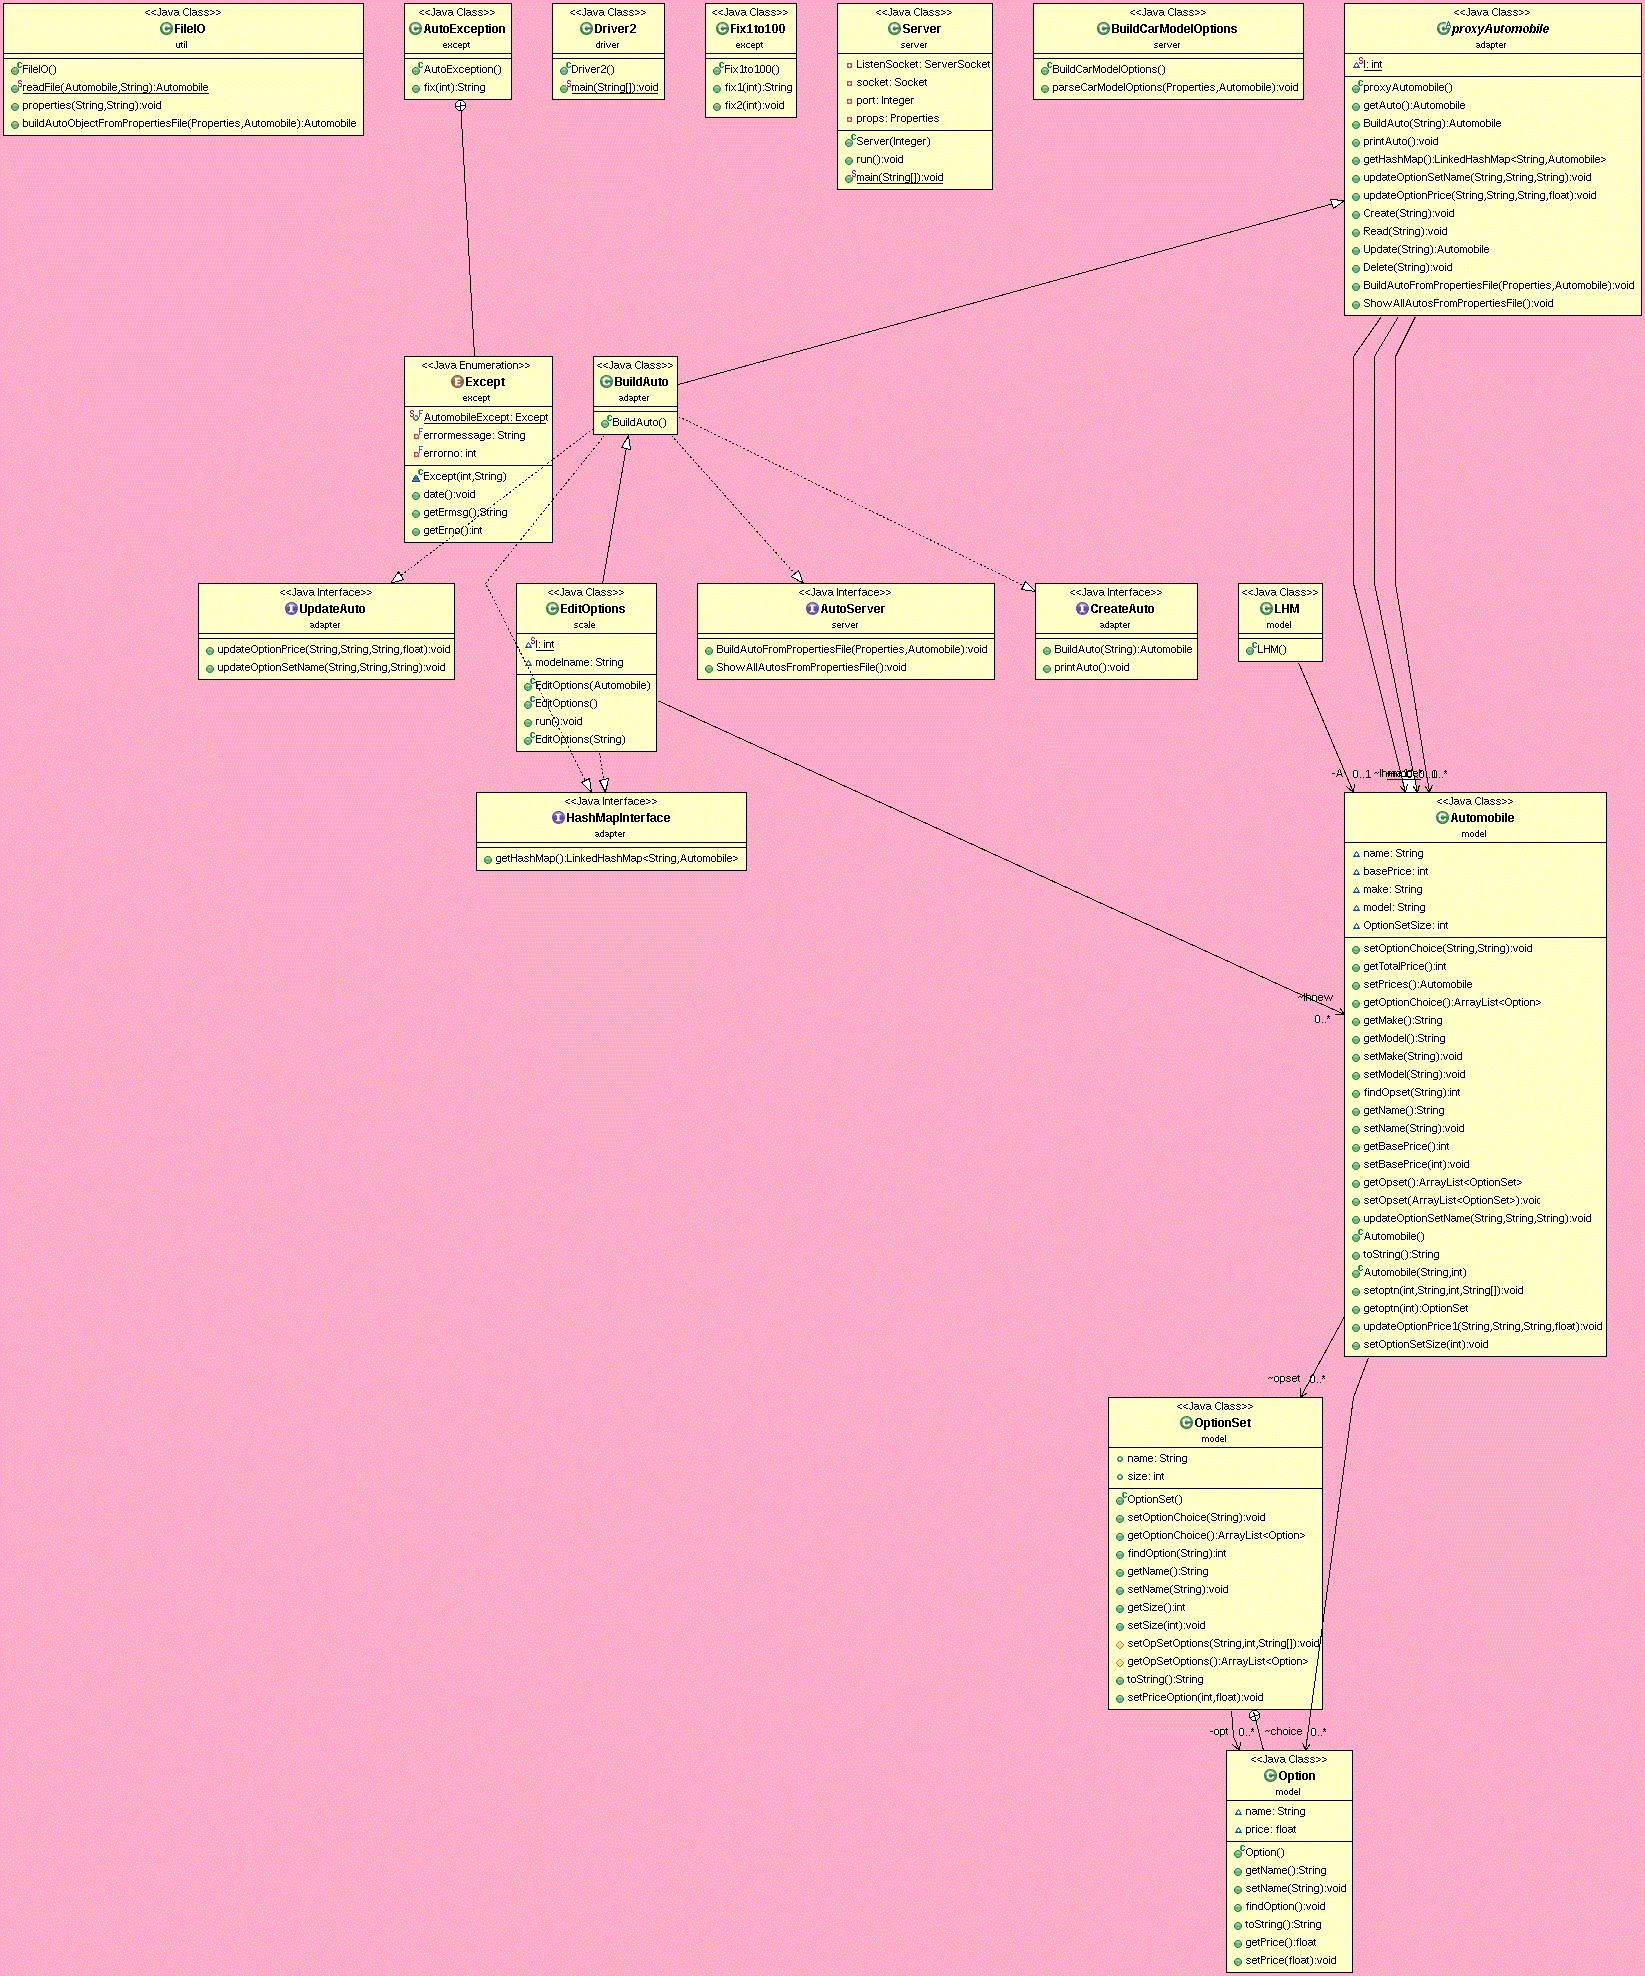 <<Java Class>>
FileIO
util
FileIO()
readFile(Automobile,String):Automobile
properties(String,String):void
buildAutoObjectFromPropertiesFile(Properties,Automobile):Automobile
<<Java Class>>
AutoException
except
AutoException()
fix(int):String
<<Java Class>>
Driver2
driver
Driver2()
main(String[]):void
<<Java Class>>
Fix1to100
except
Fix1to100()
fix1(int):String
fix2(int):void
<<Java Class>>
Server
server
ListenSocket: ServerSocket
socket: Socket
port: Integer
props: Properties
Server(Integer)
run():void
main(String[]):void
<<Java Class>>
BuildCarModelOptions
server
BuildCarModelOptions()
parseCarModelOptions(Properties,Automobile):void
<<Java Class>>
proxyAutomobile
adapter
l: int
proxyAutomobile()
getAuto():Automobile
BuildAuto(String):Automobile
printAuto():void
getHashMap():LinkedHashMap<String,Automobile>
updateOptionSetName(String,String,String):void
updateOptionPrice(String,String,String,float):void
Create(String):void
Read(String):void
Update(String):Automobile
Delete(String):void
BuildAutoFromPropertiesFile(Properties,Automobile):void
ShowAllAutosFromPropertiesFile():void
<<Java Enumeration>>
Except
except
AutomobileExcept: Except
errormessage: String
errorno: int
Except(int,String)
date():void
getErmsg():String
getErno():int
<<Java Class>>
BuildAuto
adapter
BuildAuto()
<<Java Interface>>
UpdateAuto
adapter
updateOptionPrice(String,String,String,float):void
updateOptionSetName(String,String,String):void
<<Java Class>>
EditOptions
scale
l: int
modelname: String
EditOptions(Automobile)
EditOptions()
run():void
EditOptions(String)
<<Java Interface>>
AutoServer
server
BuildAutoFromPropertiesFile(Properties,Automobile):void
ShowAllAutosFromPropertiesFile():void
<<Java Interface>>
CreateAuto
adapter
BuildAuto(String):Automobile
printAuto():void
<<Java Class>>
LHM
model
LHM()
<<Java Interface>>
HashMapInterface
adapter
getHashMap():LinkedHashMap<String,Automobile>
-A 0..1
~lhnew
0..*
<<Java Class>>
Automobile
model
name: String
basePrice: int
make: String
model: String
OptionSetSize: int
setOptionChoice(String,String):void
getTotalPrice():int
setPrices():Automobile
getOptionChoice():ArrayList<Option>
getMake():String
getModel():String
setMake(String):void
setModel(String):void
findOpset(String):int
getName():String
setName(String):void
getBasePrice():int
setBasePrice(int):void
getOpset():ArrayList<OptionSet>
setOpset(ArrayList<OptionSet>):void
updateOptionSetName(String,String,String):void
Automobile()
toString():String
Automobile(String,int)
setoptn(int,String,int,String[]):void
getoptn(int):OptionSet
updateOptionPrice1(String,String,String,float):void
setOptionSetSize(int):void
~opset 0..*
<<Java Class>>
OptionSet
model
name: String
size: int
OptionSet()
setOptionChoice(String):void
getOptionChoice():ArrayList<Option>
findOption(String):int
getName():String
setName(String):void
getSize():int
setSize(int):void
setOpSetOptions(String,int,String[]):void
getOpSetOptions():ArrayList<Option>
toString():String
setPriceOption(int,float):void
-opt 0..* ~choice 0..*
<<Java Class>>
Option
model
name: String
price: float
Option()
getName():String
setName(String):void
findOption():void
toString():String
getPrice():float
setPrice(float):void